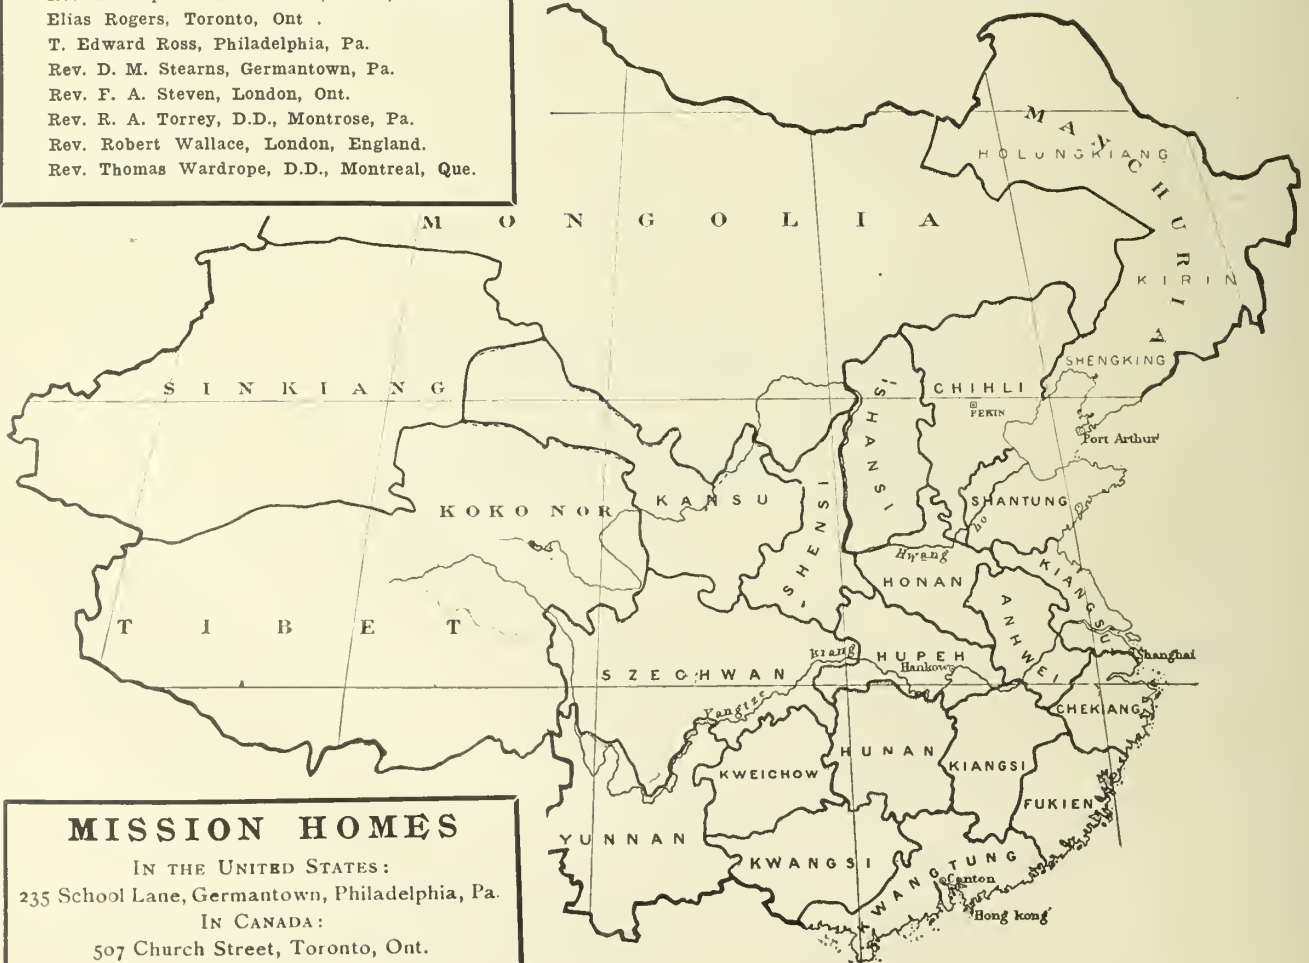 Elias Rogers, Toronto, Ont .
T. Edward Ross, Philadelphia, Pa.
Rev. D. M. Stearns, Germantown, Pa.
Rev. F. A. Steven, London, Ont.
Rev. R. A. Torrey, D.D., Montrose, Pa.
Rev. Robert Wallace, London, England.
Rev. Thomas Wardrope, D.D., Montreal, Que.
MANCHURIA
HOLUNGKIANG
MONGOLIA
KIRIN
SHENGKING
SINKIANG
CHIHLI
PEKIN
Port Arthur
SHANSI
KOKO NOR
KANSU
SHANTUNG
Ho
SHENSI
Hwang
HONAN
KIANGSU
ANHWEI
TIBET
SZECHWAN
Kiang
HUPEH
Hankow
Shanghai
Yangtze
CHEKIANG
HUNAN
KIANGSI
KWEICHOW
FUKIEN
YUNNAN
KWANGSI
KWANGTUNG
Canton
Hong kong
MISSION HOMES
IN THE UNITED STATES:
235 School Lane, Germantown, Philadelphia, Pa.
IN CANADA:
507 Church Street, Toronto, Ont.